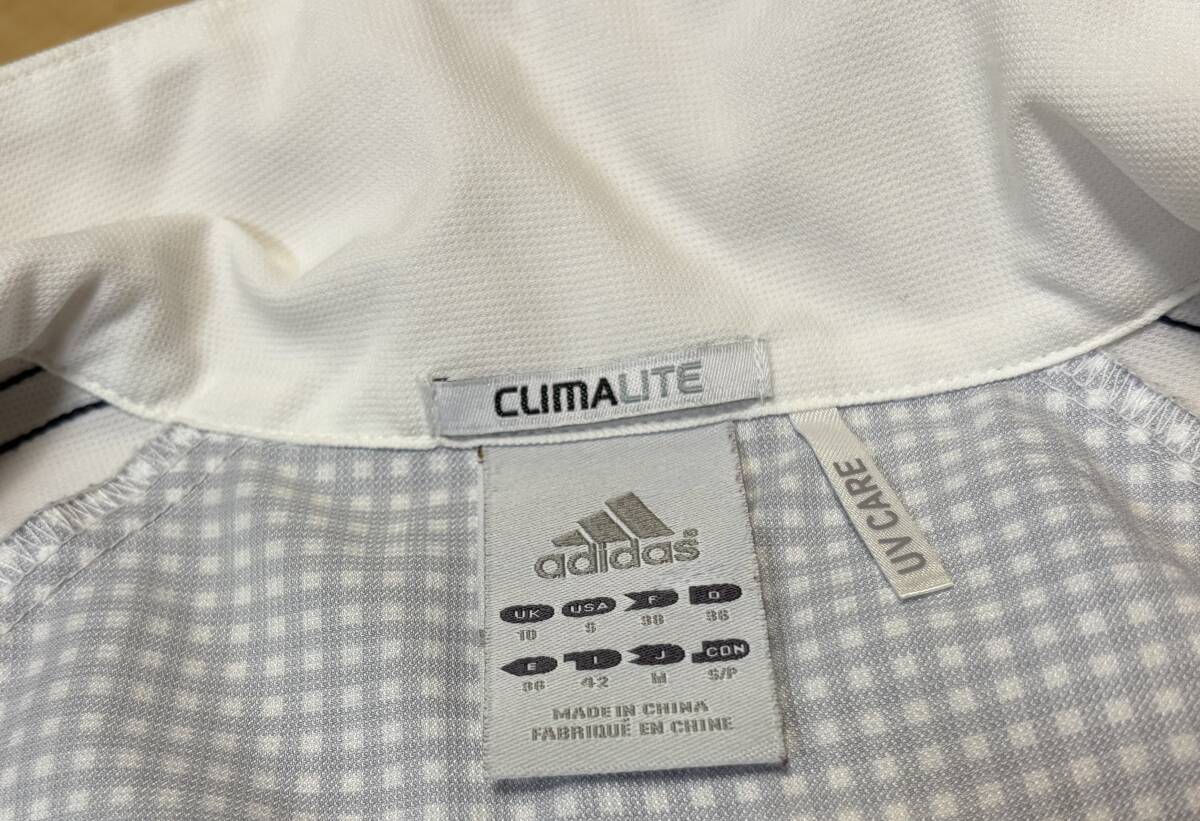 CLIMALITE
UV CARE
adidas®
UK USA F D
10 S 38 36
E I J CDN
36 42 M S/P
MADE IN CHINA
FABRIQUÉ EN CHINE